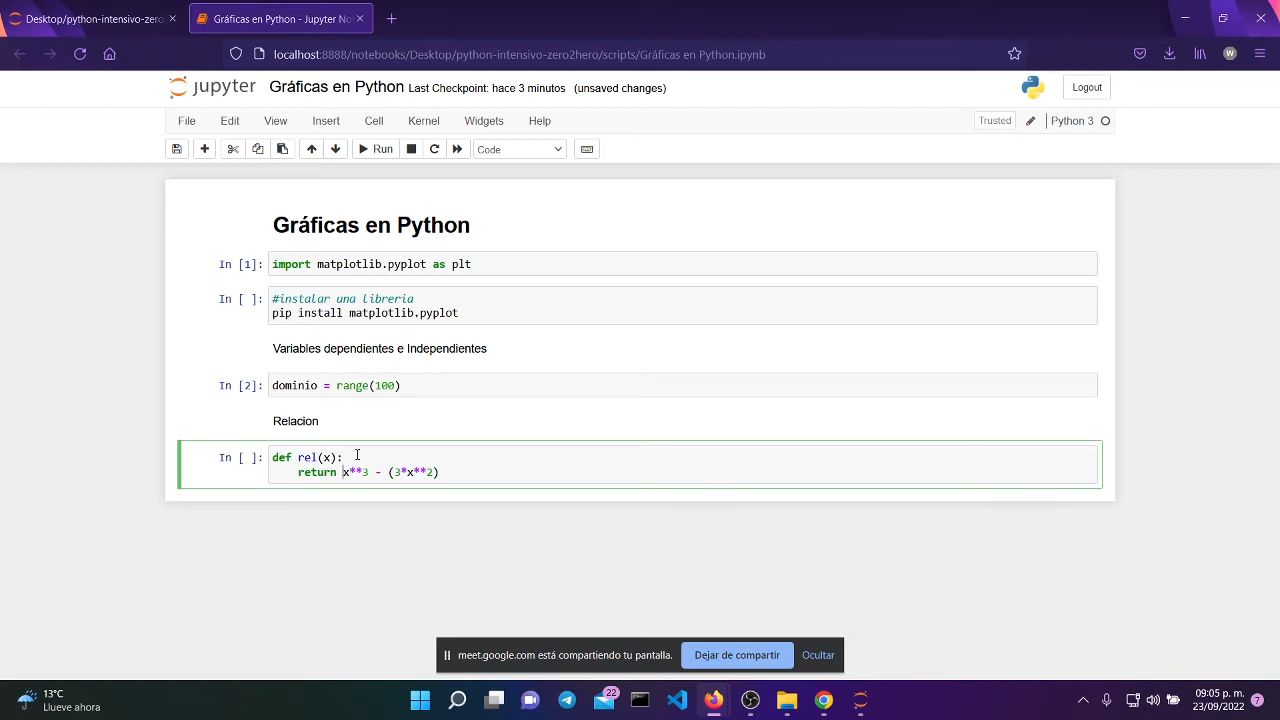 Desktop/python-intensivo-zero
Gráficas en Python - Jupyter Not
localhost:8888/notebooks/Desktop/python-intensivo-zero2hero/scripts/Gráficas en Python.ipynb
W
jupyter Gráficas en Python Last Checkpoint: hace 3 minutos (unsaved changes)
Logout
File Edit View Insert Cell Kernel Widgets Help
Trusted Python 3
Run Code
Gráficas en Python
In [1]: import matplotlib.pyplot as plt
In [ ]: #instalar una libreria
pip install matplotlib.pyplot
Variables dependientes e Independientes
In [2]: dominio = range(100)
Relacion
In [ ]: def rel(x):
return x**3 - (3*x**2)
meet.google.com está compartiendo tu pantalla. Dejar de compartir Ocultar
13°C
Llueve ahora
22
09:05 p. m.
23/09/2022
7